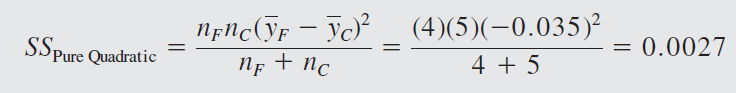 SS_Pure Quadratic = n_F n_C (ȳ_F − ȳ_C)² / (n_F + n_C) = (4)(5)(−0.035)² / (4 + 5) = 0.0027